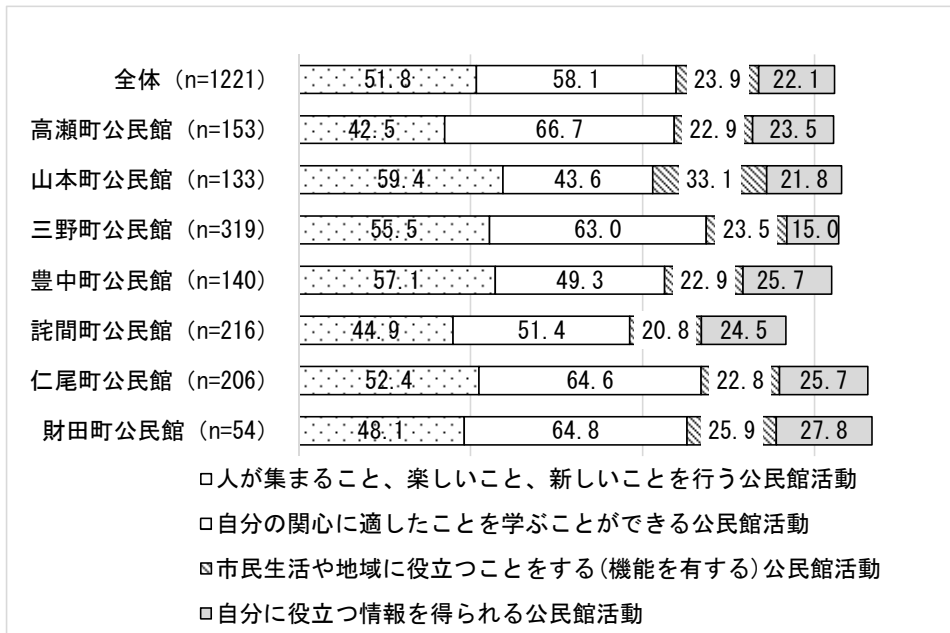 全体 (n=1221) 51.8 58.1 23.9 22.1
高瀬町公民館 (n=153) 42.5 66.7 22.9 23.5
山本町公民館 (n=133) 59.4 43.6 33.1 21.8
三野町公民館 (n=319) 55.5 63.0 23.5 15.0
豊中町公民館 (n=140) 57.1 49.3 22.9 25.7
詫間町公民館 (n=216) 44.9 51.4 20.8 24.5
仁尾町公民館 (n=206) 52.4 64.6 22.8 25.7
財田町公民館 (n=54) 48.1 64.8 25.9 27.8
人が集まること、楽しいこと、新しいことを行う公民館活動
自分の関心に適したことを学ぶことができる公民館活動
市民生活や地域に役立つことをする(機能を有する)公民館活動
自分に役立つ情報を得られる公民館活動